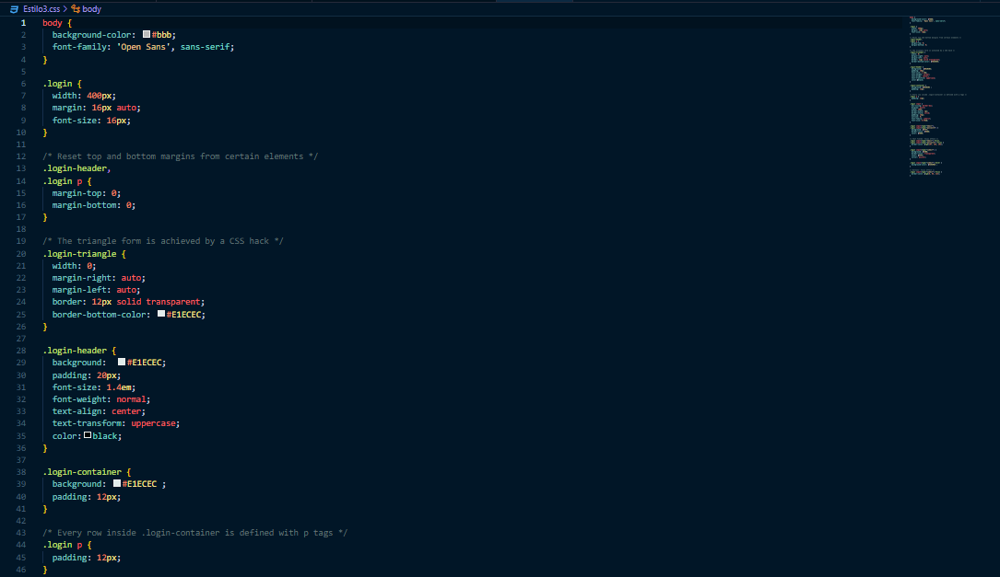 Estilo3.css > body
1 body {
2 background-color: #bbb;
3 font-family: 'Open Sans', sans-serif;
4 }
5
6 .login {
7 width: 400px;
8 margin: 16px auto;
9 font-size: 16px;
10 }
11
12 /* Reset top and bottom margins from certain elements */
13 .login-header,
14 .login p {
15 margin-top: 0;
16 margin-bottom: 0;
17 }
18
19 /* The triangle form is achieved by a CSS hack */
20 .login-triangle {
21 width: 0;
22 margin-right: auto;
23 margin-left: auto;
24 border: 12px solid transparent;
25 border-bottom-color: #E1ECEC;
26 }
27
28 .login-header {
29 background: #E1ECEC;
30 padding: 20px;
31 font-size: 1.4em;
32 font-weight: normal;
33 text-align: center;
34 text-transform: uppercase;
35 color: black;
36 }
37
38 .login-container {
39 background: #E1ECEC ;
40 padding: 12px;
41 }
42
43 /* Every row inside .login-container is defined with p tags */
44 .login p {
45 padding: 12px;
46 }